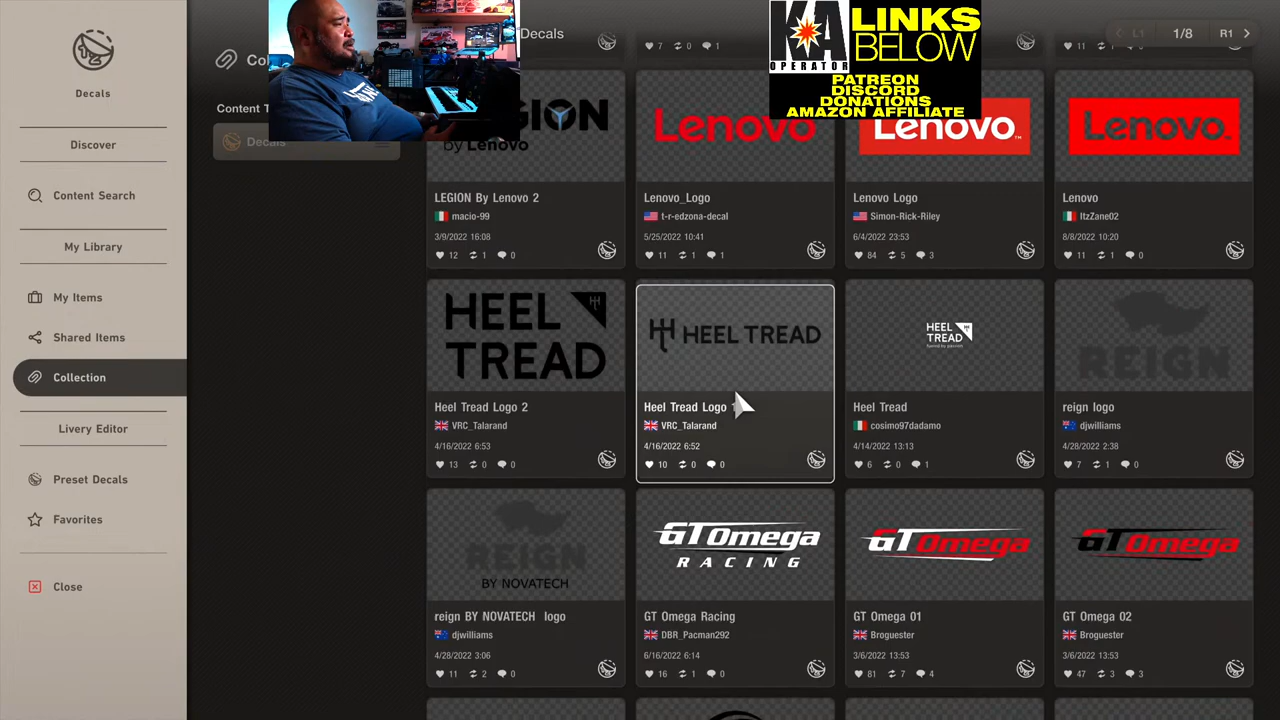 Decals
Discover
Content Search
My Library
My Items
Shared Items
Collection
Livery Editor
Preset Decals
Favorites
Close
Decals
Decals
KA
OPERATOR
LINKS
BELOW
PATREON
DISCORD
DONATIONS
AMAZON AFFILIATE
L1 1/8 R1
7 0 1
11
by Lenovo
LEGION By Lenovo 2
macio-99
3/9/2022 16:08
12 1 0
Lenovo
Lenovo_Logo
t-r-edzona-decal
5/25/2022 10:41
11 1 1
Lenovo™
Lenovo Logo
Simon-Rick-Riley
6/4/2022 23:53
84 5 3
Lenovo
Lenovo
ItzZane02
8/8/2022 10:20
11 1 0
HEEL
TREAD
Heel Tread Logo 2
VRC_Talarand
4/16/2022 6:53
13 0 0
HEEL TREAD
Heel Tread Logo
VRC_Talarand
4/16/2022 6:52
10 0 0
HEEL
TREAD
Heel Tread
cosimo97dadamo
4/14/2022 13:13
6 0 1
REIGN
reign logo
djwilliams
4/28/2022 2:38
7 1 0
REIGN
BY NOVATECH
reign BY NOVATECH logo
djwilliams
4/28/2022 3:06
11 2 0
GT Omega
RACING
GT Omega Racing
DBR_Pacman292
6/16/2022 6:14
16 1 0
GT Omega
GT Omega 01
Broguester
3/6/2022 13:53
81 7 4
GT Omega
GT Omega 02
Broguester
3/6/2022 13:53
47 3 3